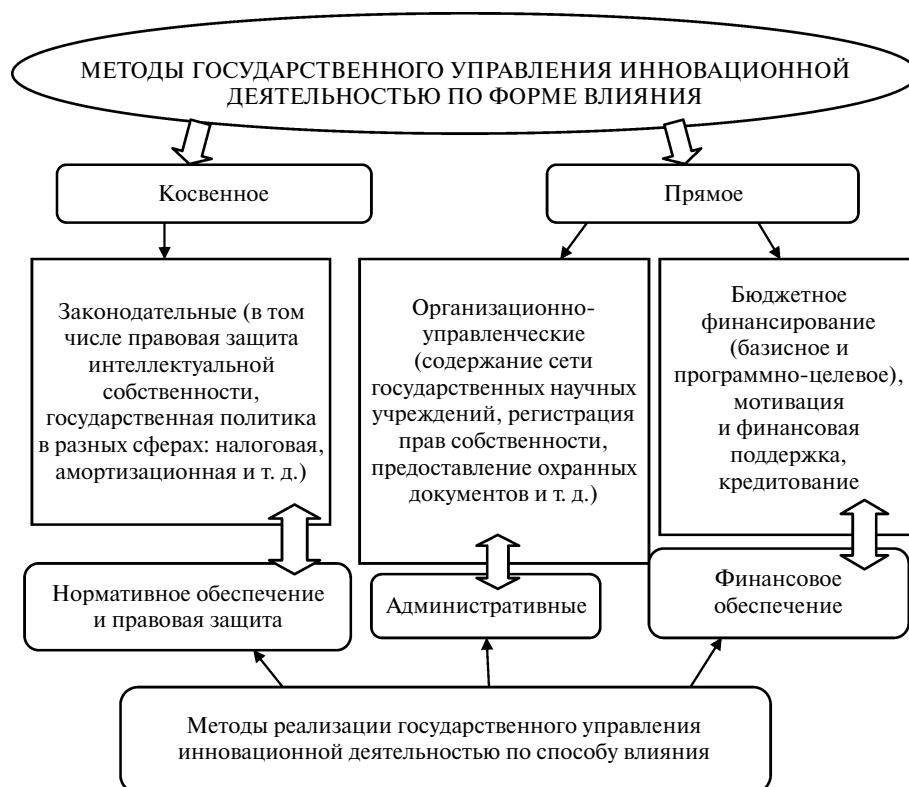 МЕТОДЫ ГОСУДАРСТВЕННОГО УПРАВЛЕНИЯ ИННОВАЦИОННОЙ
ДЕЯТЕЛЬНОСТЬЮ ПО ФОРМЕ ВЛИЯНИЯ
Косвенное
Прямое
Законодательные (в том
числе правовая защита
интеллектуальной
собственности,
государственная политика
в разных сферах: налоговая,
амортизационная и т. д.)
Организационно-
управленческие
(содержание сети
государственных научных
учреждений, регистрация
прав собственности,
предоставление охранных
документов и т. д.)
Бюджетное
финансирование
(базисное и
программно-целевое),
мотивация
и финансовая
поддержка,
кредитование
Нормативное обеспечение
и правовая защита
Административные
Финансовое
обеспечение
Методы реализации государственного управления
инновационной деятельностью по способу влияния